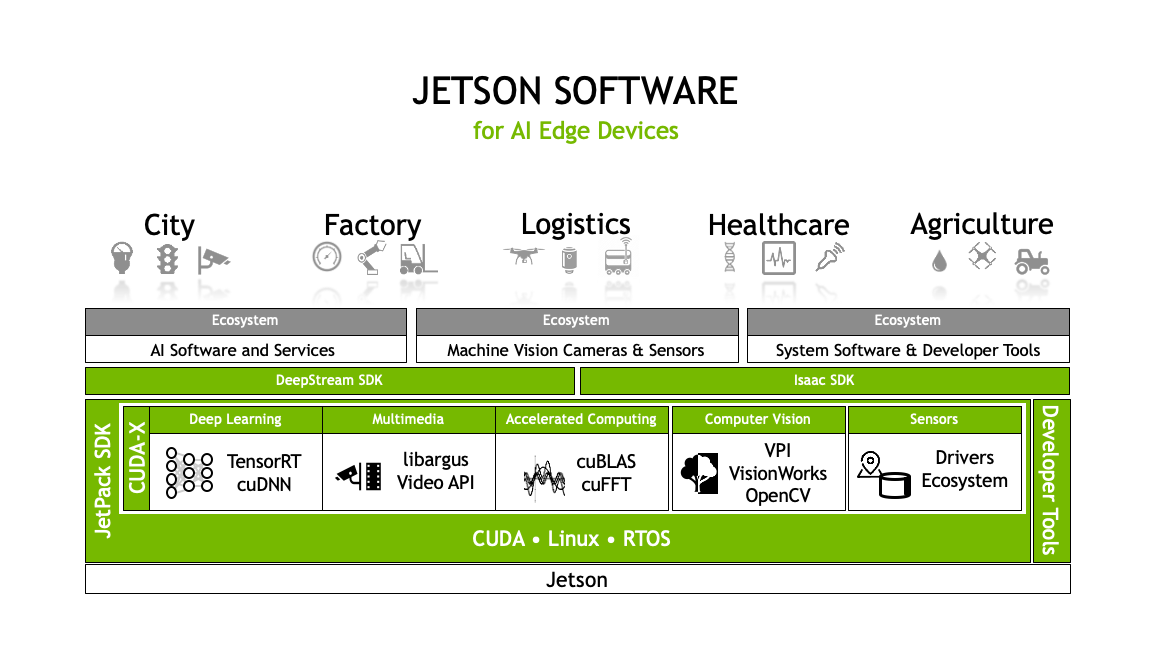 JETSON SOFTWARE
for AI Edge Devices
City
Factory
Logistics
Healthcare
Agriculture
Ecosystem
Ecosystem
Ecosystem
AI Software and Services
Machine Vision Cameras & Sensors
System Software & Developer Tools
DeepStream SDK
Isaac SDK
JetPack SDK
CUDA-X
Deep Learning
Multimedia
Accelerated Computing
Computer Vision
Sensors
TensorRT
cuDNN
libargus
Video API
cuBLAS
cuFFT
VPI
VisionWorks
OpenCV
Drivers
Ecosystem
Developer Tools
CUDA • Linux • RTOS
Jetson